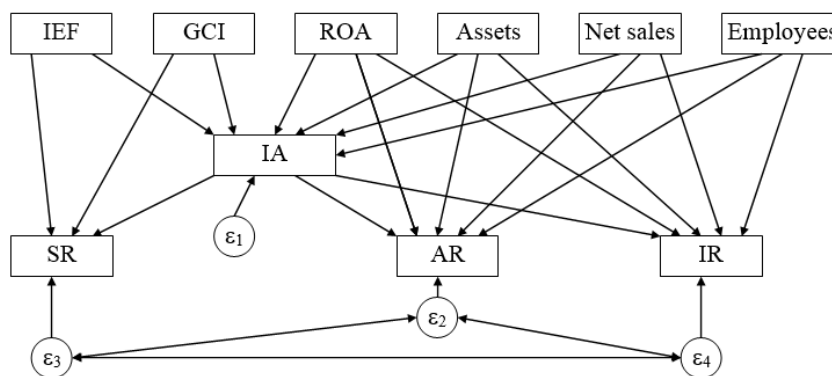 IEF GCI ROA Assets Net sales Employees
IA
ε1
SR AR IR
ε2
ε3 ε4